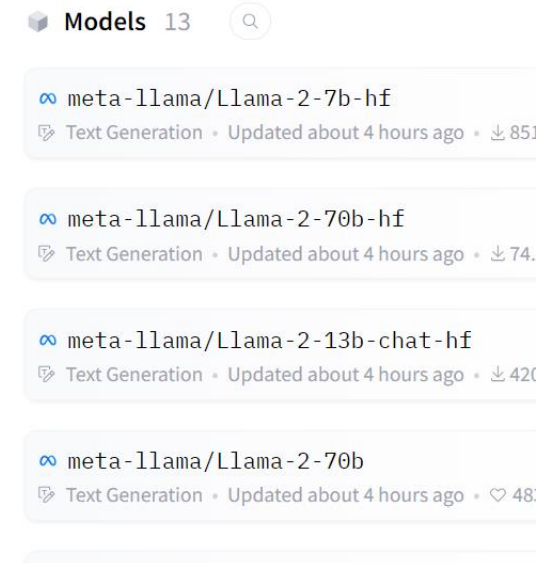 Models 13
meta-llama/Llama-2-7b-hf
Text Generation • Updated about 4 hours ago • 851
meta-llama/Llama-2-70b-hf
Text Generation • Updated about 4 hours ago • 74.
meta-llama/Llama-2-13b-chat-hf
Text Generation • Updated about 4 hours ago • 420
meta-llama/Llama-2-70b
Text Generation • Updated about 4 hours ago • 483